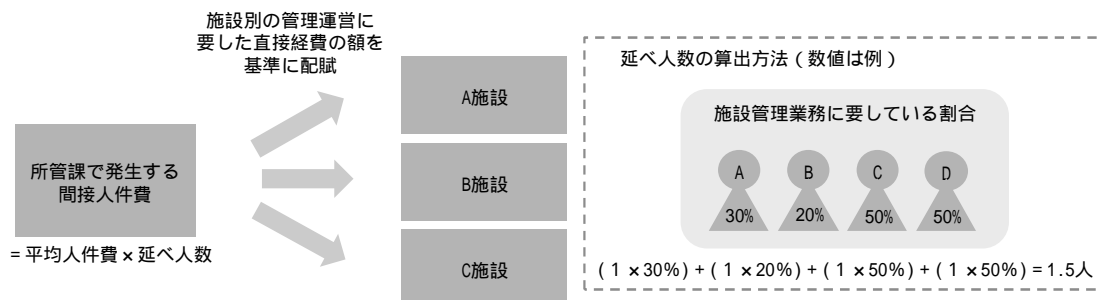 施設別の管理運営に
要した直接経費の額を
基準に配賦
所管課で発生する
間接人件費
=平均人件費×延べ人数
A施設
B施設
C施設
延べ人数の算出方法(数値は例)
施設管理業務に要している割合
A B C D
30% 20% 50% 50%
(1×30%)+(1×20%)+(1×50%)+(1×50%)=1.5人